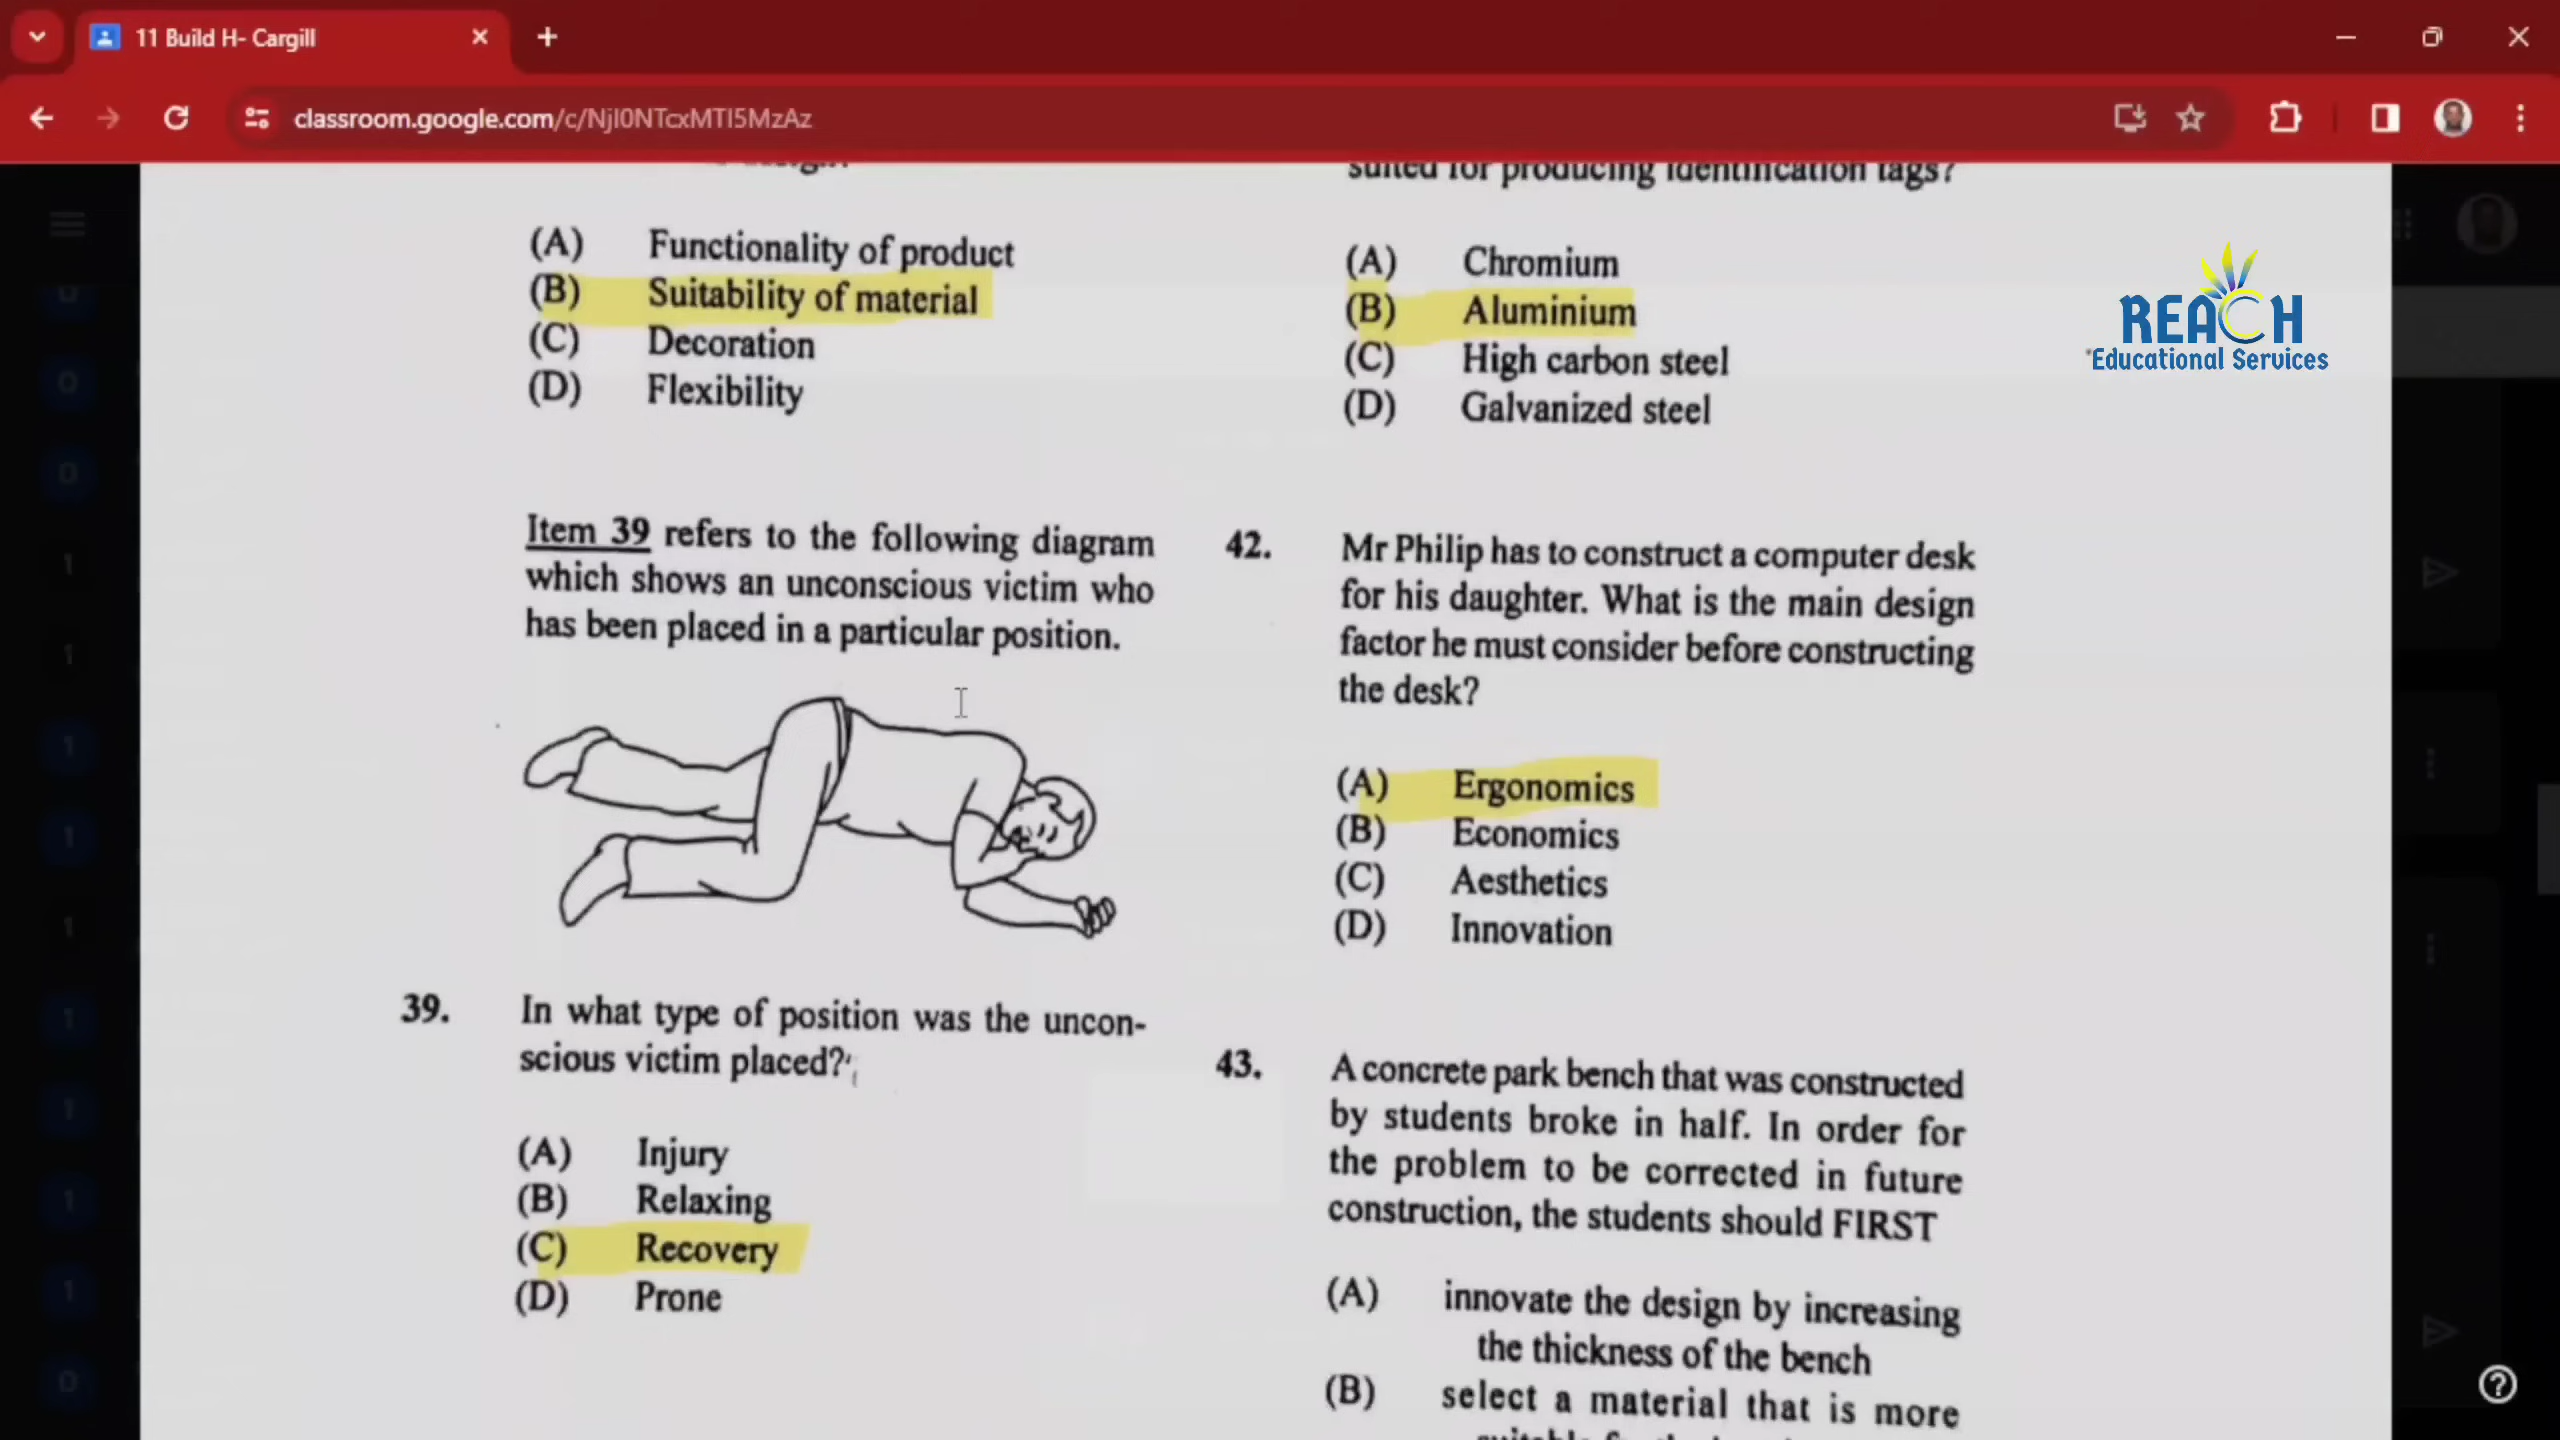 11 Build H- Cargill
classroom.google.com/c/NjI0NTcxMTI5MzAz
(A) Functionality of product
(B) Suitability of material
(C) Decoration
(D) Flexibility
Item 39 refers to the following diagram
which shows an unconscious victim who
has been placed in a particular position.
39. In what type of position was the uncon-
scious victim placed?
(A) Injury
(B) Relaxing
(C) Recovery
(D) Prone
suited for producing identification tags?
(A) Chromium
(B) Aluminium
(C) High carbon steel
(D) Galvanized steel
42. Mr Philip has to construct a computer desk
for his daughter. What is the main design
factor he must consider before constructing
the desk?
(A) Ergonomics
(B) Economics
(C) Aesthetics
(D) Innovation
43. A concrete park bench that was constructed
by students broke in half. In order for
the problem to be corrected in future
construction, the students should FIRST
(A) innovate the design by increasing
the thickness of the bench
(B) select a material that is more
REACH
Educational Services